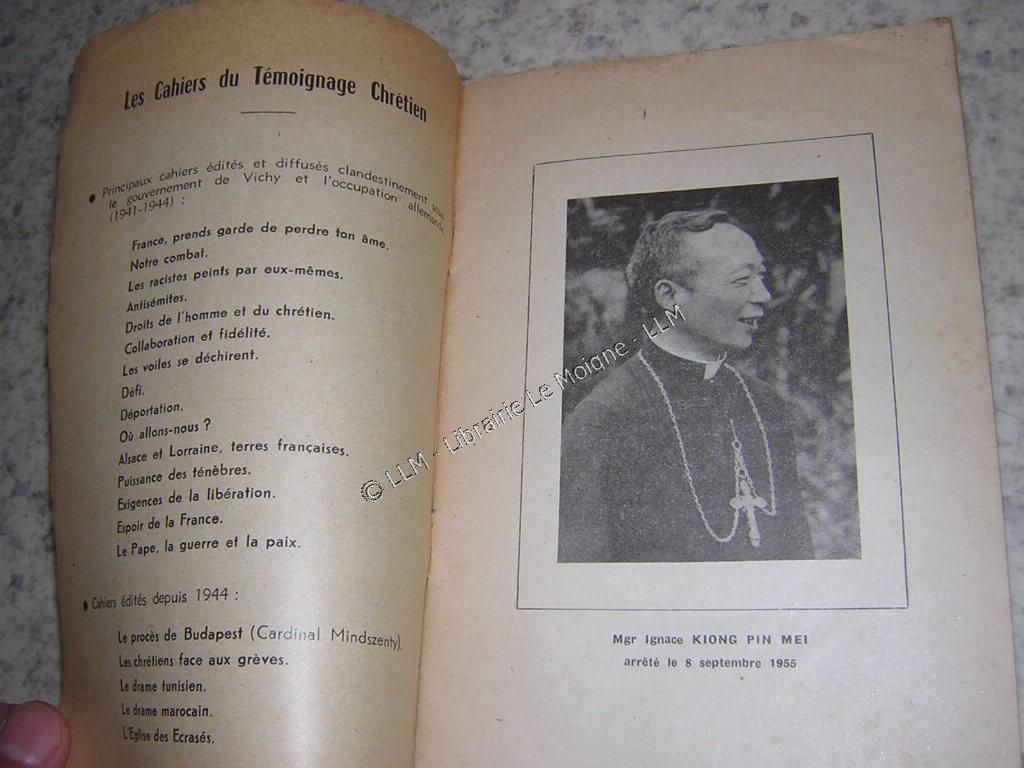 Les Cahiers du Témoignage Chrétien
• Principaux cahiers édités et diffusés clandestinement sous
le gouvernement de Vichy et l'occupation allemande
(1941-1944) :
France, prends garde de perdre ton âme.
Notre combat.
Les racistes peints par eux-mêmes.
Antisémites.
Droits de l'homme et du chrétien.
Collaboration et fidélité.
Les voiles se déchirent.
Défi.
Déportation.
Où allons-nous ?
Alsace et Lorraine, terres françaises.
Puissance des ténèbres.
Exigences de la libération.
Espoir de la France.
Le Pape, la guerre et la paix.
• Cahiers édités depuis 1944 :
Le procès de Budapest (Cardinal Mindszenty).
Les chrétiens face aux grèves.
Le drame tunisien.
Le drame marocain.
L'Eglise des Ecrasés.
© LLM - Librairie Le Moigne - LLM
Mgr Ignace KIONG PIN MEI
arrêté le 8 septembre 1955